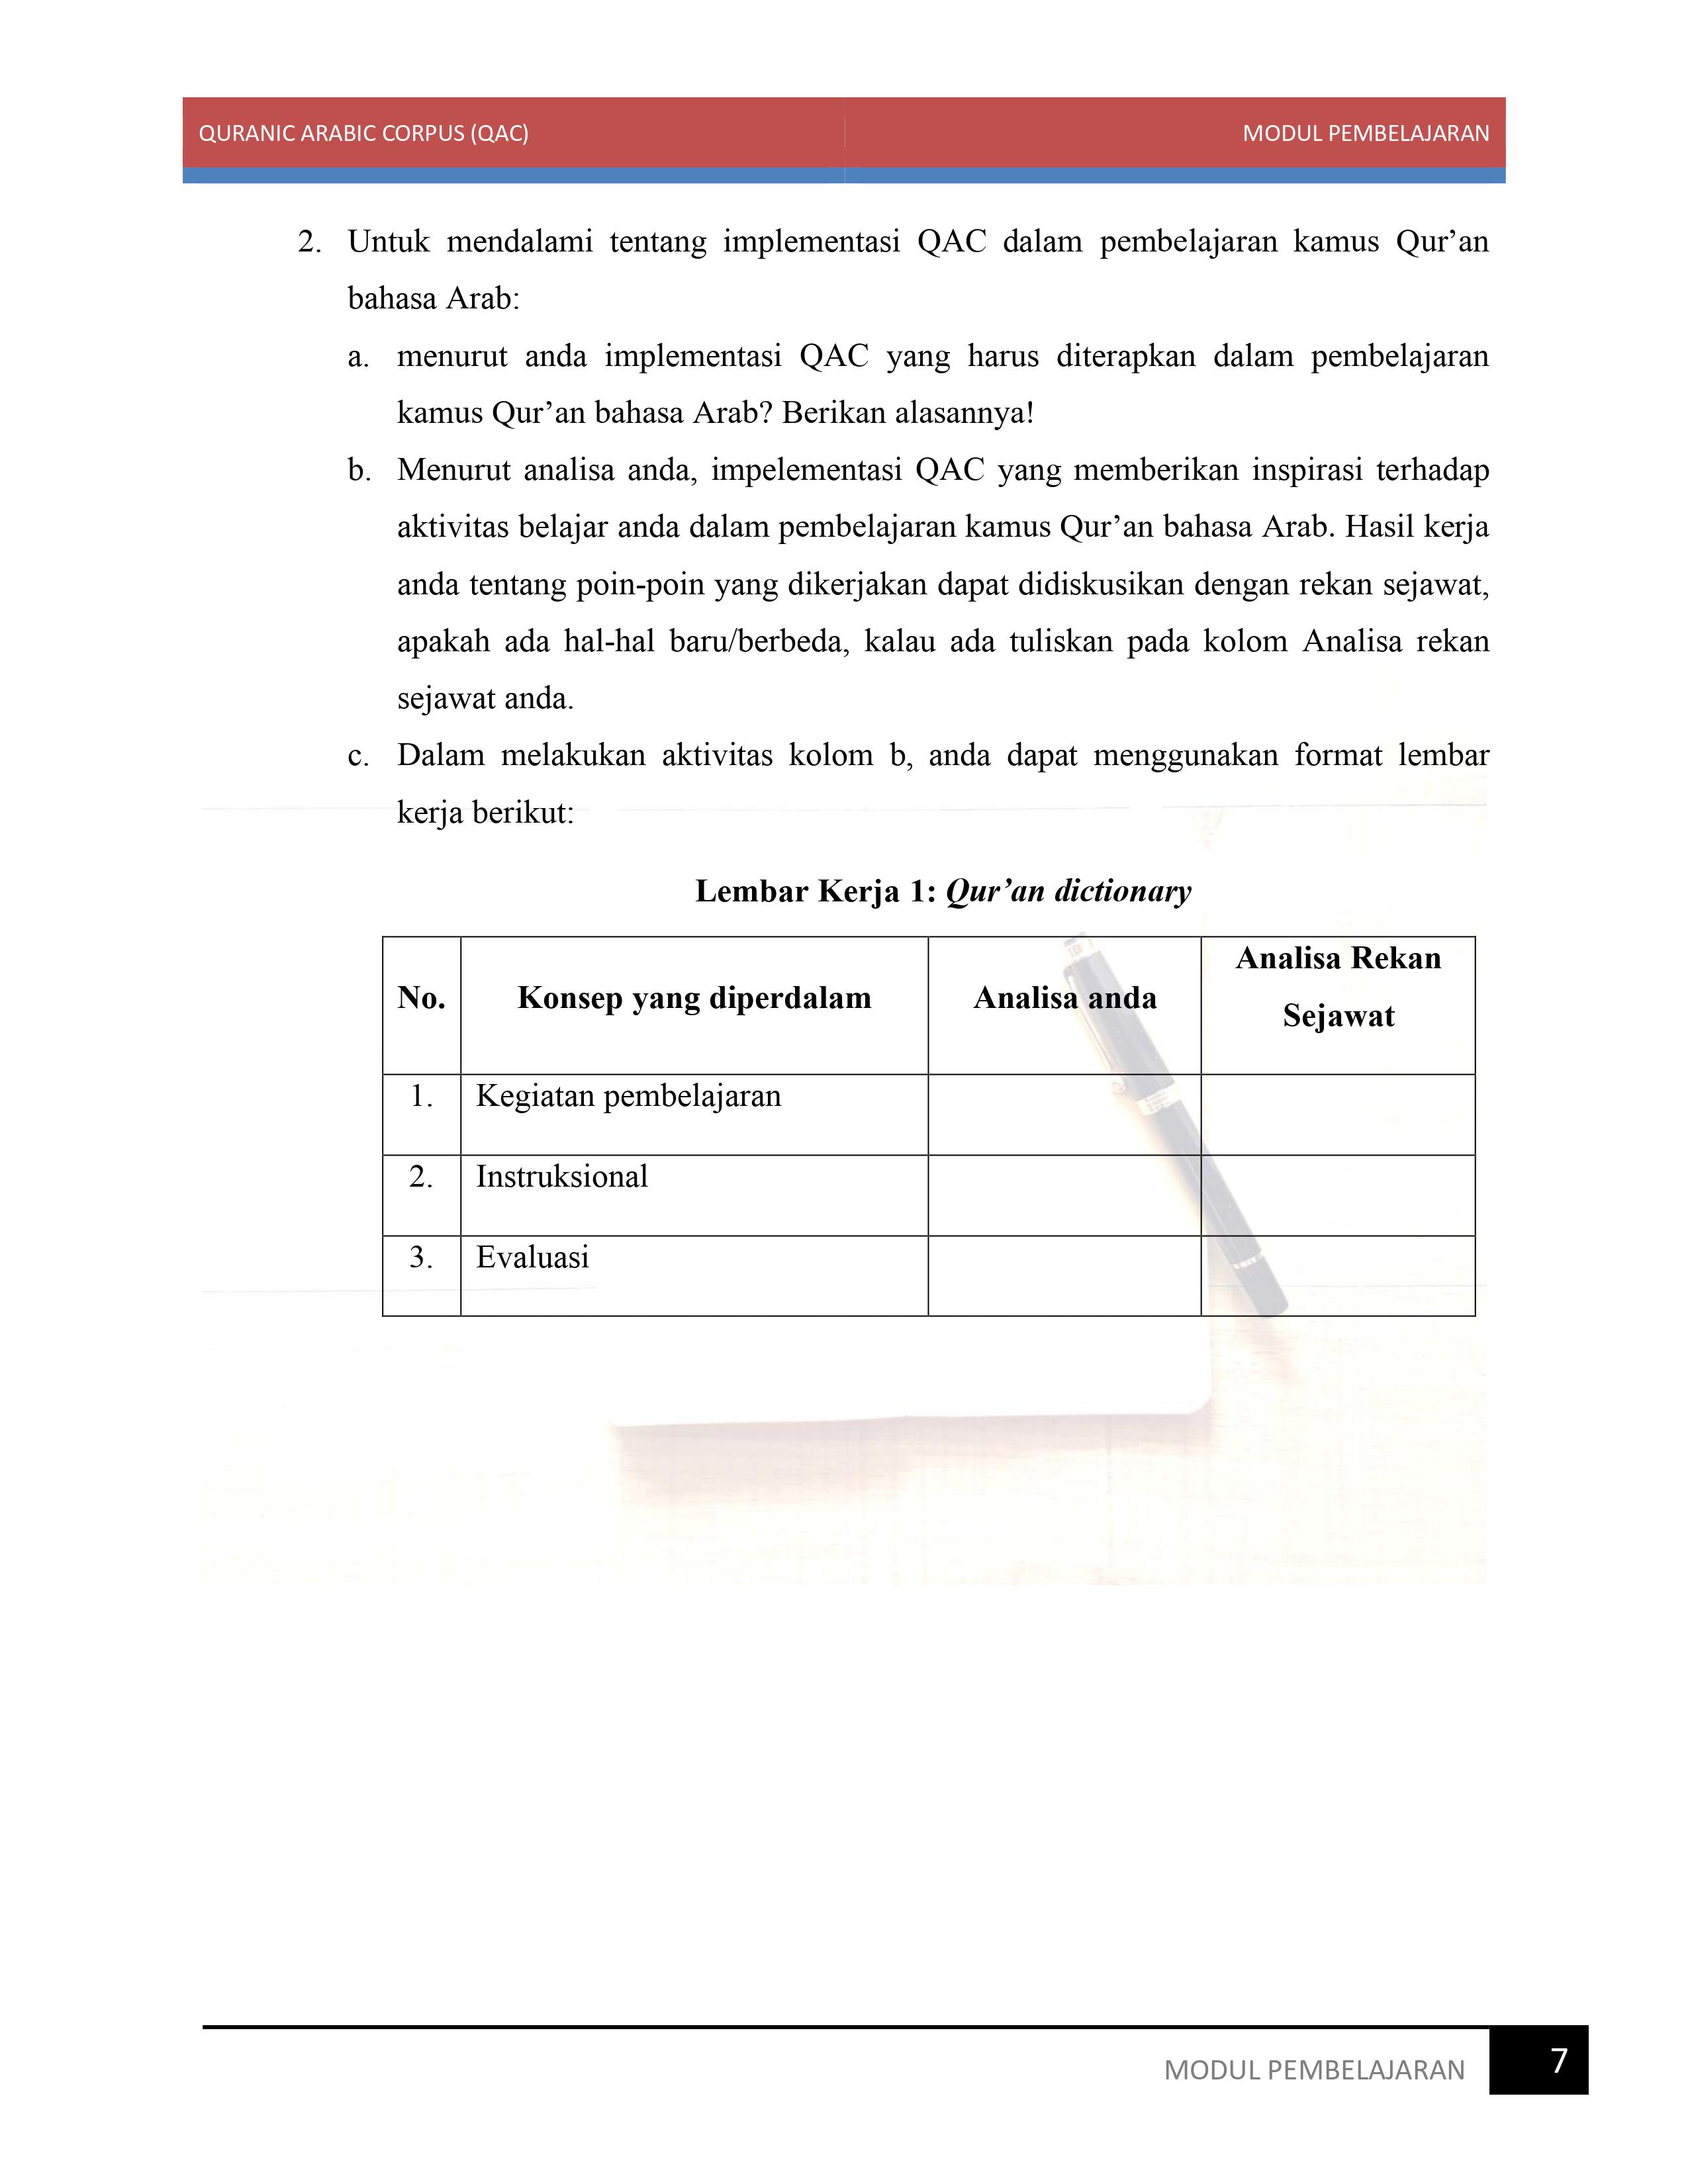 QURANIC ARABIC CORPUS (QAC) MODUL PEMBELAJARAN
2. Untuk mendalami tentang implementasi QAC dalam pembelajaran kamus Qur’an
bahasa Arab:
a. menurut anda implementasi QAC yang harus diterapkan dalam pembelajaran
kamus Qur’an bahasa Arab? Berikan alasannya!
b. Menurut analisa anda, impelementasi QAC yang memberikan inspirasi terhadap
aktivitas belajar anda dalam pembelajaran kamus Qur’an bahasa Arab. Hasil kerja
anda tentang poin-poin yang dikerjakan dapat didiskusikan dengan rekan sejawat,
apakah ada hal-hal baru/berbeda, kalau ada tuliskan pada kolom Analisa rekan
sejawat anda.
c. Dalam melakukan aktivitas kolom b, anda dapat menggunakan format lembar
kerja berikut:
Lembar Kerja 1: Qur’an dictionary
No. Konsep yang diperdalam Analisa anda Analisa Rekan
Sejawat
1. Kegiatan pembelajaran
2. Instruksional
3. Evaluasi
MODUL PEMBELAJARAN 7